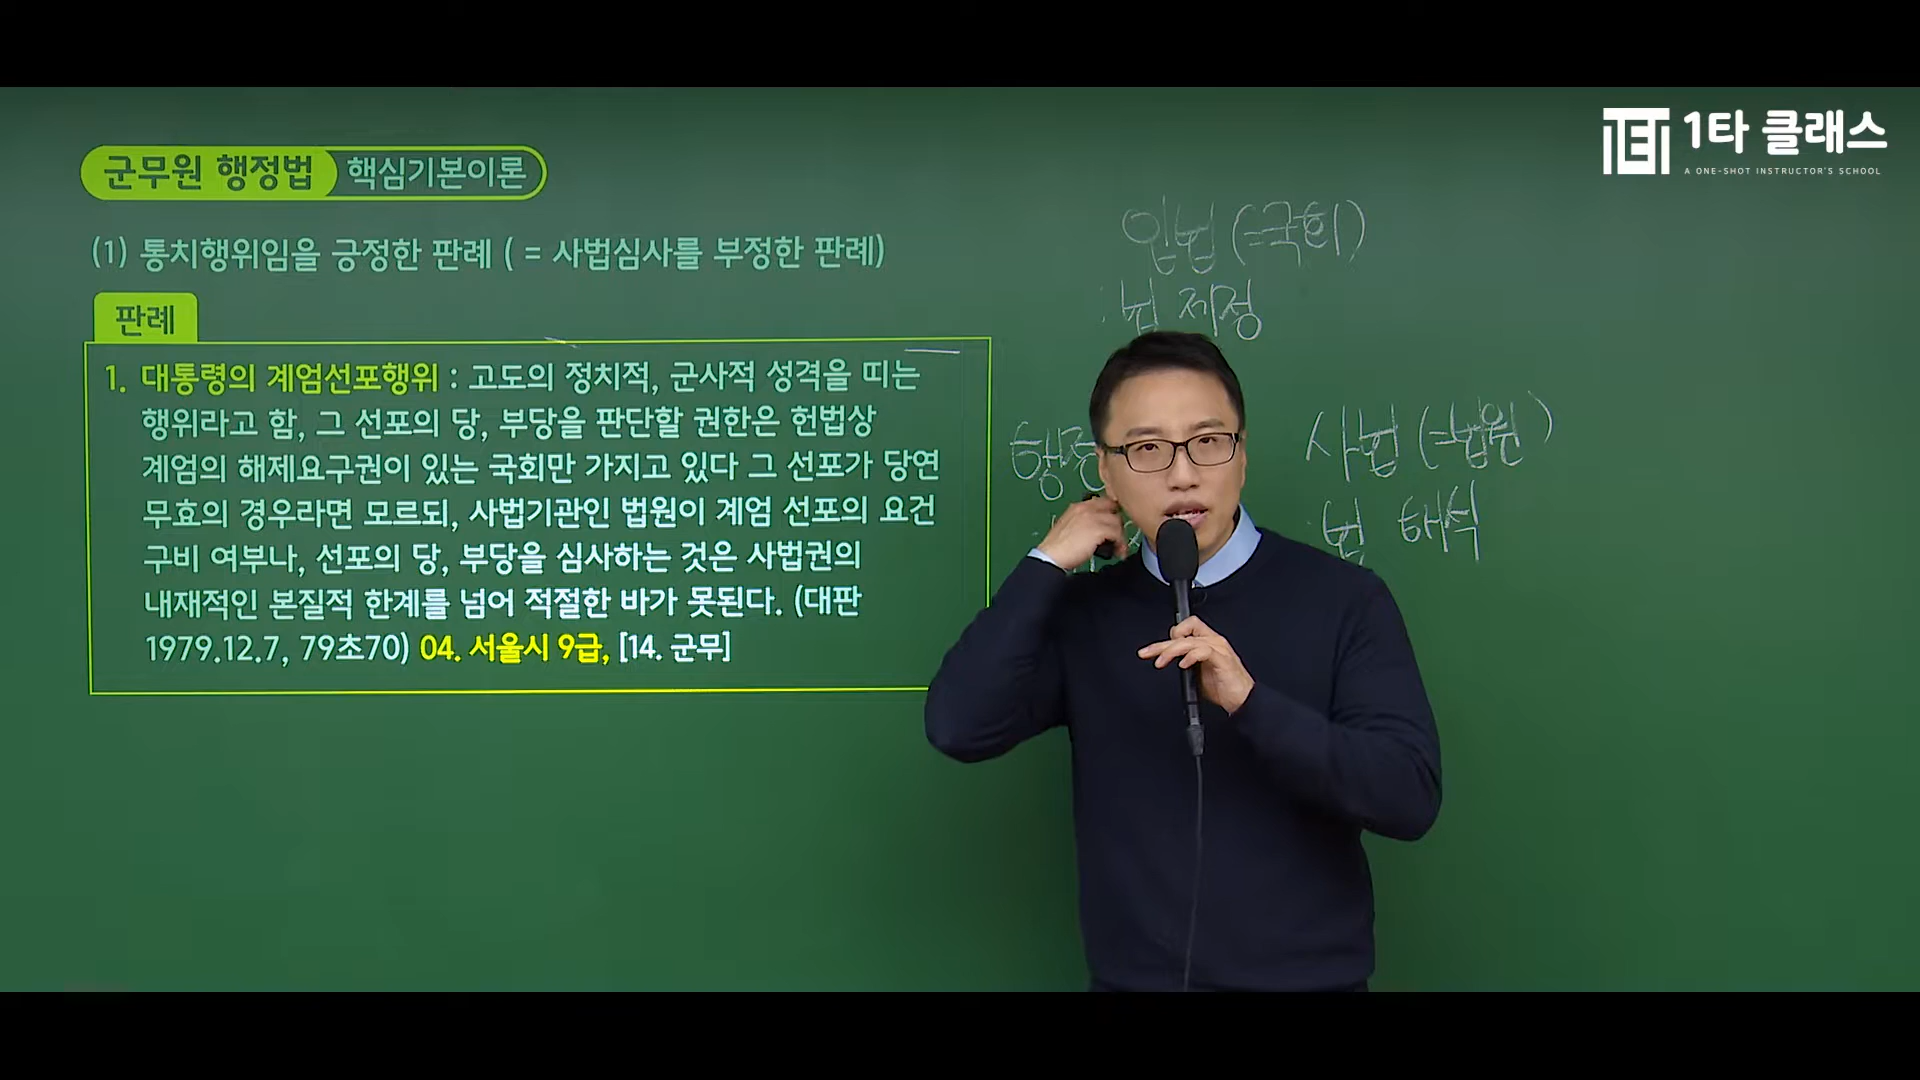 1타 클래스
A ONE-SHOT INSTRUCTOR'S SCHOOL
군무원 행정법 핵심기본이론
(1) 통치행위임을 긍정한 판례 ( = 사법심사를 부정한 판례)
판례
1. 대통령의 계엄선포행위 : 고도의 정치적, 군사적 성격을 띠는
행위라고 함, 그 선포의 당, 부당을 판단할 권한은 헌법상
계엄의 해제요구권이 있는 국회만 가지고 있다 그 선포가 당연
무효의 경우라면 모르되, 사법기관인 법원이 계엄 선포의 요건
구비 여부나, 선포의 당, 부당을 심사하는 것은 사법권의
내재적인 본질적 한계를 넘어 적절한 바가 못된다. (대판
1979.12.7, 79초70) 04. 서울시 9급, [14. 군무]
입법 (=국회)
: 법 제정
행정
사법 (=법원)
: 법 해석